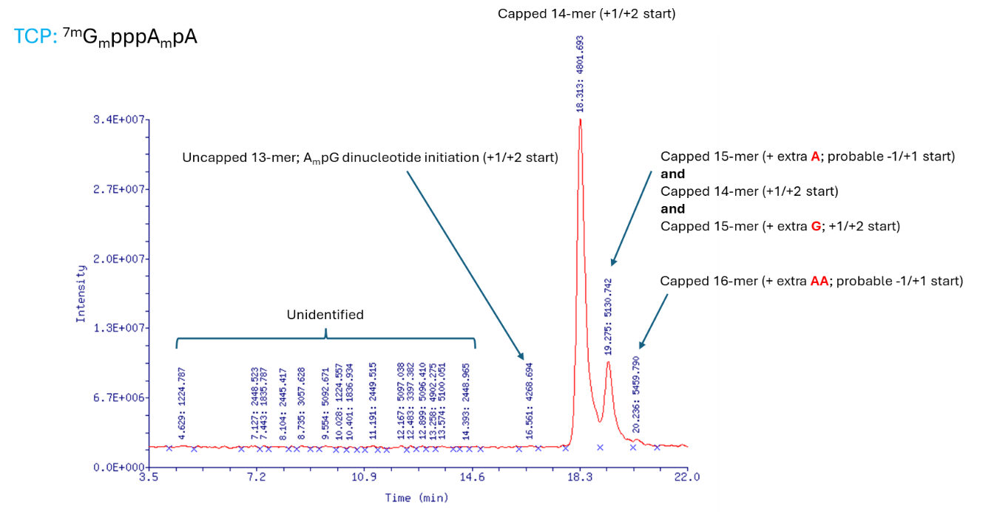 Capped 14-mer (+1/+2 start)
TCP: 7mGmpppAmpA
18.313: 4801.693
3.4E+007
Uncapped 13-mer; AmpG dinucleotide initiation (+1/+2 start)
Capped 15-mer (+ extra A; probable -1/+1 start)
and
Capped 14-mer (+1/+2 start)
and
Capped 15-mer (+ extra G; +1/+2 start)
2.7E+007
2.0E+007
Capped 16-mer (+ extra AA; probable -1/+1 start)
19.275: 5130.742
Intensity
Unidentified
1.3E+007
4.629: 1224.787
7.127: 2448.523
7.443: 1835.787
8.104: 2445.417
8.735: 3057.628
9.554: 5092.671
10.028: 1224.557
10.401: 1836.934
11.191: 2449.515
12.167: 5097.038
12.483: 3397.382
12.899: 5096.410
13.258: 4902.275
13.574: 5100.051
14.393: 2448.965
16.561: 4268.694
20.236: 5459.790
6.7E+006
0.0E+000
3.5
7.2
10.9
14.6
18.3
22.0
Time (min)